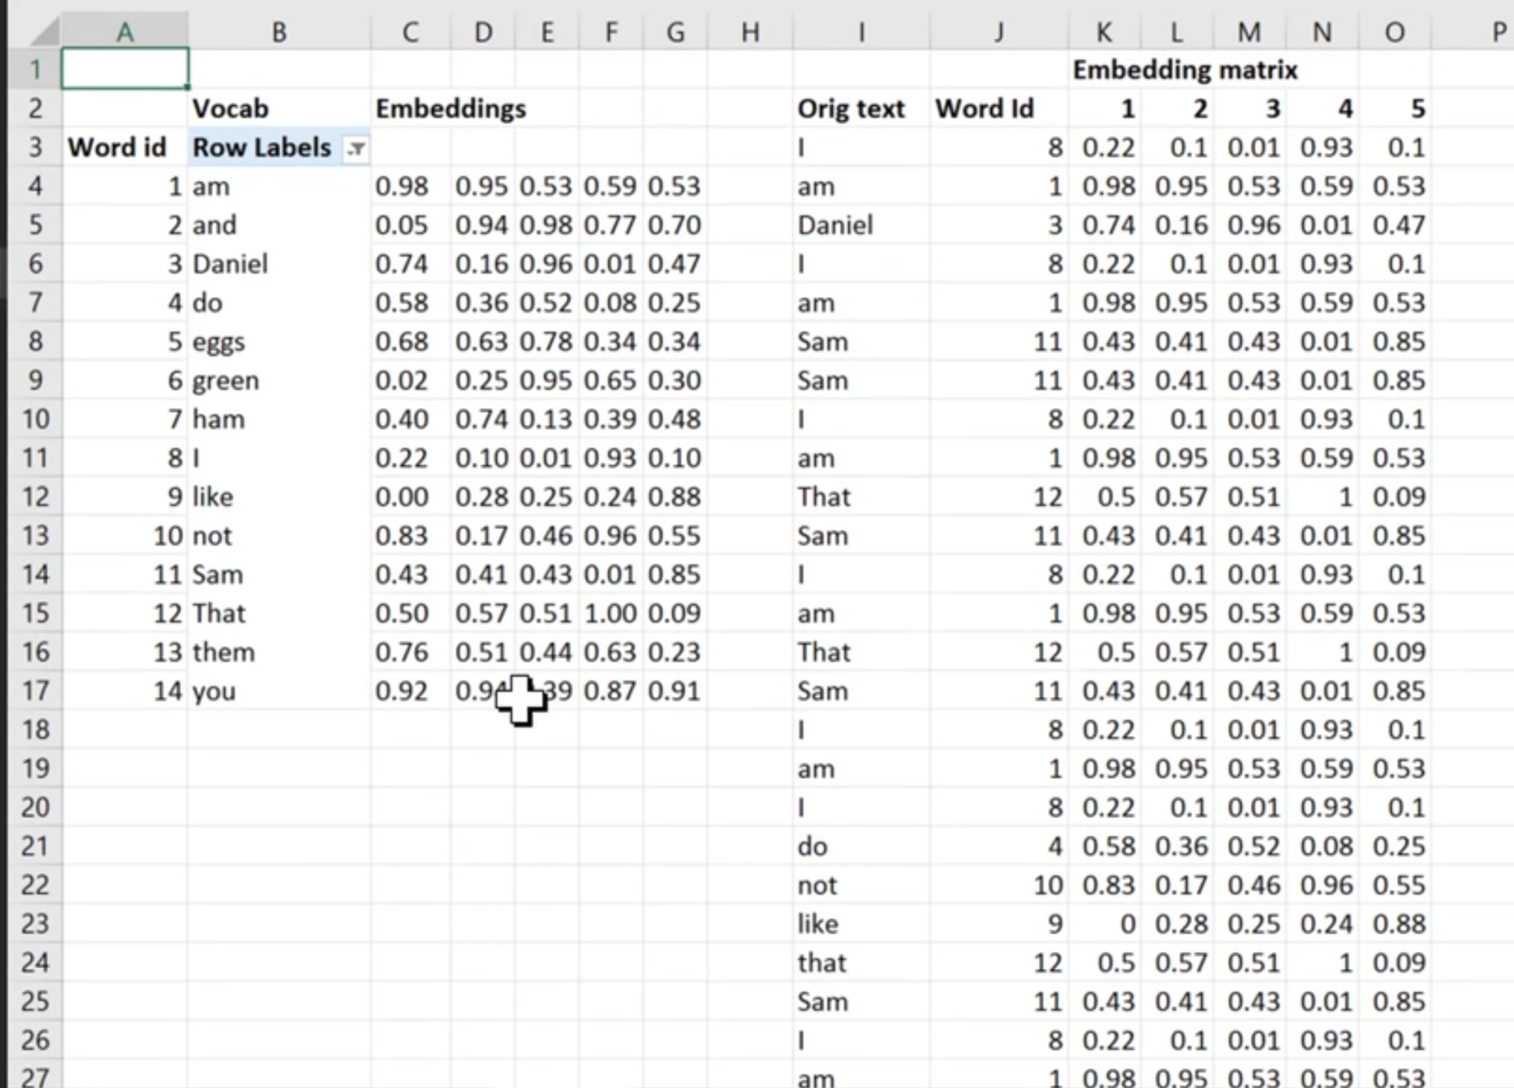 A B C D E F G H I J K L M N O P
1 Embedding matrix
2 Vocab Embeddings Orig text Word Id 1 2 3 4 5
3 Word id Row Labels I 8 0.22 0.1 0.01 0.93 0.1
4 1 am 0.98 0.95 0.53 0.59 0.53 am 1 0.98 0.95 0.53 0.59 0.53
5 2 and 0.05 0.94 0.98 0.77 0.70 Daniel 3 0.74 0.16 0.96 0.01 0.47
6 3 Daniel 0.74 0.16 0.96 0.01 0.47 I 8 0.22 0.1 0.01 0.93 0.1
7 4 do 0.58 0.36 0.52 0.08 0.25 am 1 0.98 0.95 0.53 0.59 0.53
8 5 eggs 0.68 0.63 0.78 0.34 0.34 Sam 11 0.43 0.41 0.43 0.01 0.85
9 6 green 0.02 0.25 0.95 0.65 0.30 Sam 11 0.43 0.41 0.43 0.01 0.85
10 7 ham 0.40 0.74 0.13 0.39 0.48 I 8 0.22 0.1 0.01 0.93 0.1
11 8 I 0.22 0.10 0.01 0.93 0.10 am 1 0.98 0.95 0.53 0.59 0.53
12 9 like 0.00 0.28 0.25 0.24 0.88 That 12 0.5 0.57 0.51 1 0.09
13 10 not 0.83 0.17 0.46 0.96 0.55 Sam 11 0.43 0.41 0.43 0.01 0.85
14 11 Sam 0.43 0.41 0.43 0.01 0.85 I 8 0.22 0.1 0.01 0.93 0.1
15 12 That 0.50 0.57 0.51 1.00 0.09 am 1 0.98 0.95 0.53 0.59 0.53
16 13 them 0.76 0.51 0.44 0.63 0.23 That 12 0.5 0.57 0.51 1 0.09
17 14 you 0.92 0.87 0.91 Sam 11 0.43 0.41 0.43 0.01 0.85
18 I 8 0.22 0.1 0.01 0.93 0.1
19 am 1 0.98 0.95 0.53 0.59 0.53
20 I 8 0.22 0.1 0.01 0.93 0.1
21 do 4 0.58 0.36 0.52 0.08 0.25
22 not 10 0.83 0.17 0.46 0.96 0.55
23 like 9 0 0.28 0.25 0.24 0.88
24 that 12 0.5 0.57 0.51 1 0.09
25 Sam 11 0.43 0.41 0.43 0.01 0.85
26 I 8 0.22 0.1 0.01 0.93 0.1
27 am 1 0.98 0.95 0.53 0.59 0.53